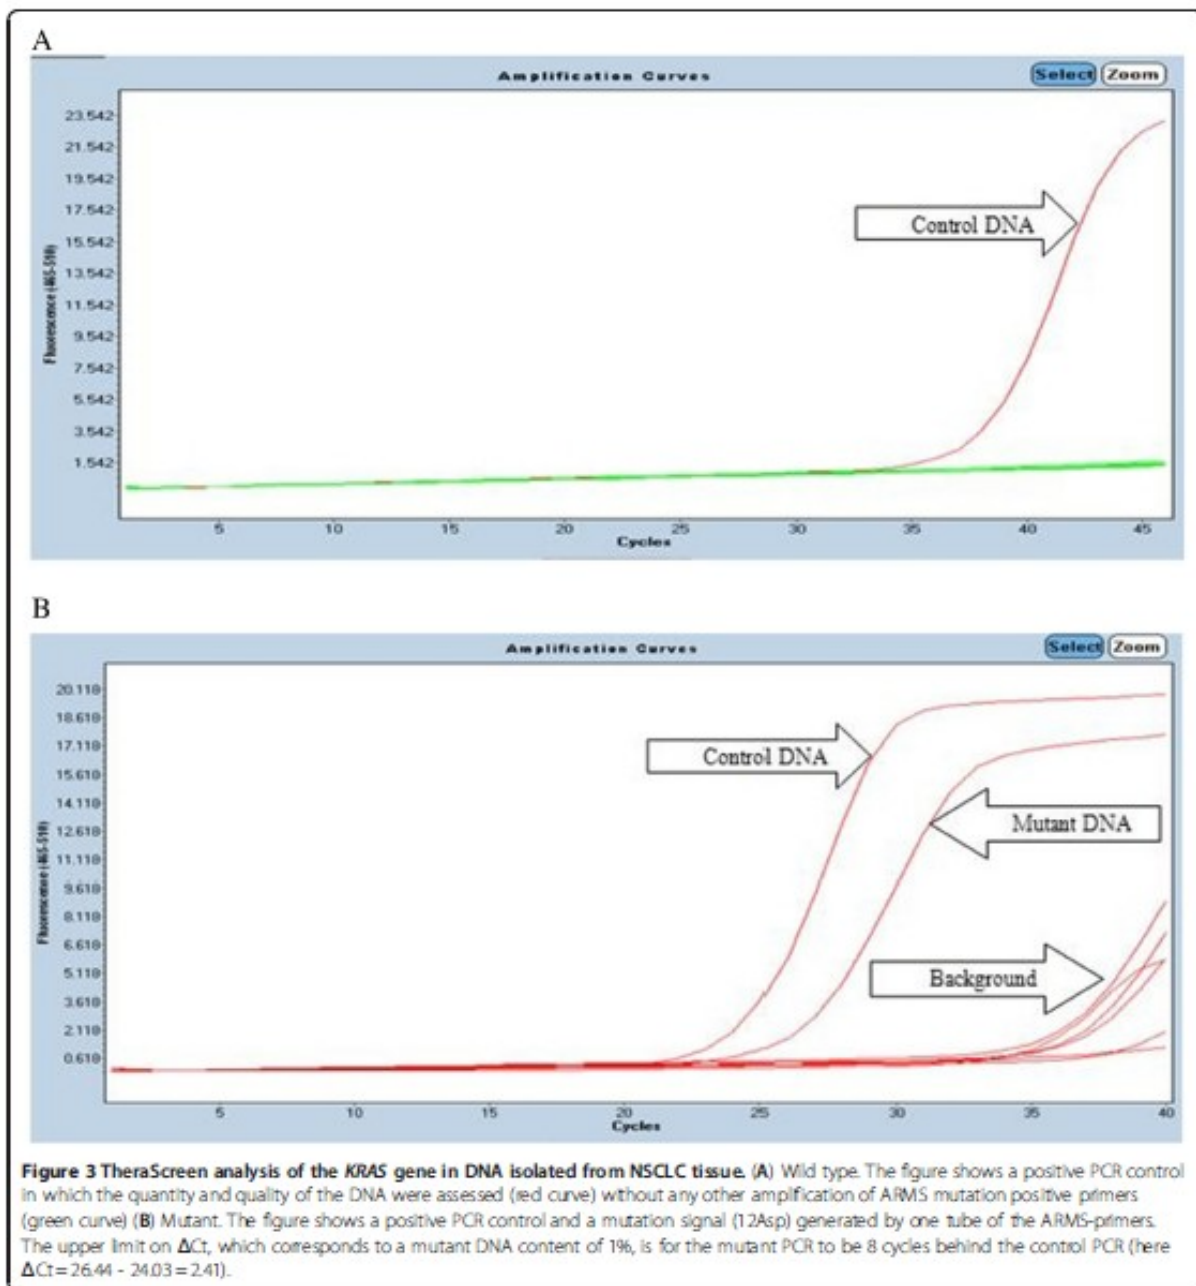 A
Amplification Curves
Select Zoom
23.542
21.542
19.542
17.542
15.542
13.542
11.542
9.542
7.542
5.542
3.542
1.542
Fluorescence (465-510)
Control DNA
5 10 15 20 25 30 35 40 45
Cycles
B
Amplification Curves
Select Zoom
20.110
18.610
17.110
15.610
14.110
12.610
11.110
9.610
8.110
6.610
5.110
3.610
2.110
0.610
Fluorescence (465-510)
Control DNA
Mutant DNA
Background
5 10 15 20 25 30 35 40
Cycles
Figure 3 TheraScreen analysis of the KRAS gene in DNA isolated from NSCLC tissue. (A) Wild type. The figure shows a positive PCR control
in which the quantity and quality of the DNA were assessed (red curve) without any other amplification of ARMS mutation positive primers
(green curve) (B) Mutant. The figure shows a positive PCR control and a mutation signal (12Asp) generated by one tube of the ARMS-primers.
The upper limit on ΔCt, which corresponds to a mutant DNA content of 1%, is for the mutant PCR to be 8 cycles behind the control PCR (here
ΔCt = 26.44 - 24.03 = 2.41).